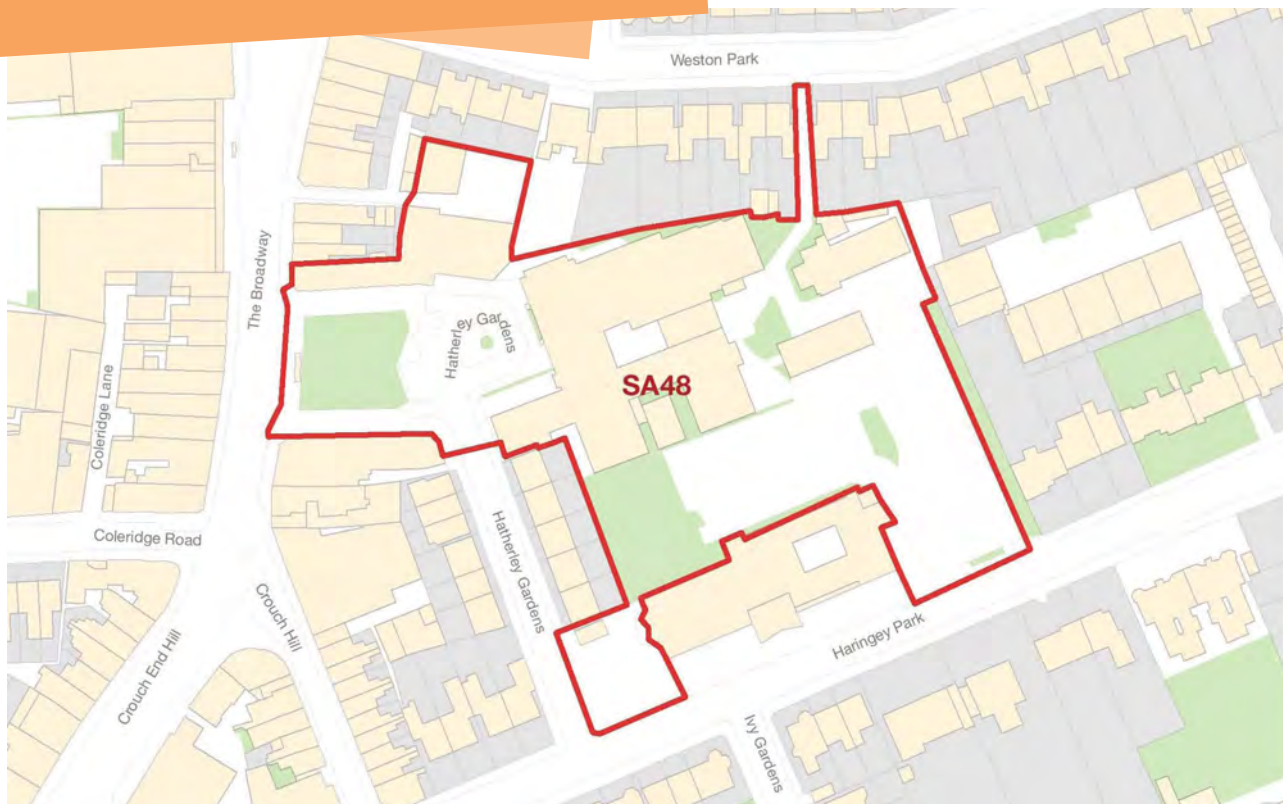 Weston Park
The Broadway
Hatherley Gardens
SA48
Coleridge Lane
Coleridge Road
Hatherley Gardens
Crouch Hill
Haringey Park
Crouch End Hill
Ivy Gardens